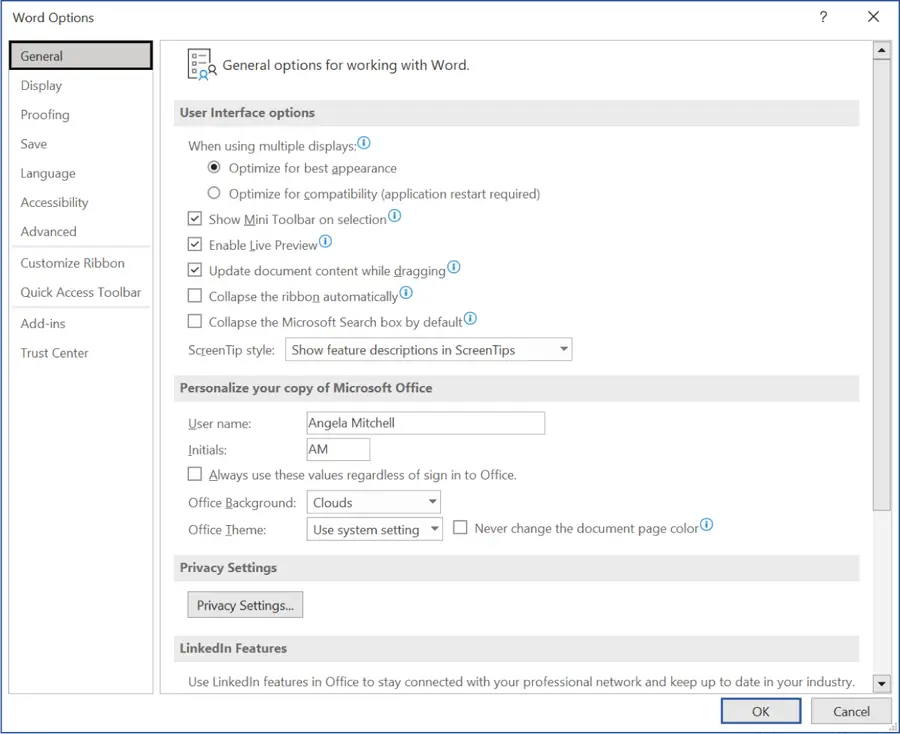 Word Options
?
General
Display
Proofing
Save
Language
Accessibility
Advanced
Customize Ribbon
Quick Access Toolbar
Add-ins
Trust Center
General options for working with Word.
User Interface options
When using multiple displays:
Optimize for best appearance
Optimize for compatibility (application restart required)
Show Mini Toolbar on selection
Enable Live Preview
Update document content while dragging
Collapse the ribbon automatically
Collapse the Microsoft Search box by default
ScreenTip style: Show feature descriptions in ScreenTips
Personalize your copy of Microsoft Office
User name: Angela Mitchell
Initials: AM
Always use these values regardless of sign in to Office.
Office Background: Clouds
Office Theme: Use system setting Never change the document page color
Privacy Settings
Privacy Settings...
LinkedIn Features
Use LinkedIn features in Office to stay connected with your professional network and keep up to date in your industry.
OK Cancel